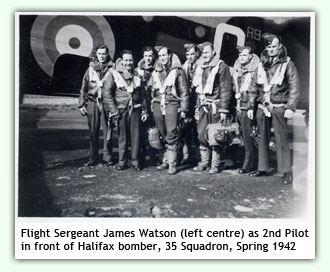 Flight Sergeant James Watson (left centre) as 2nd Pilot
in front of Halifax bomber, 35 Squadron, Spring 1942